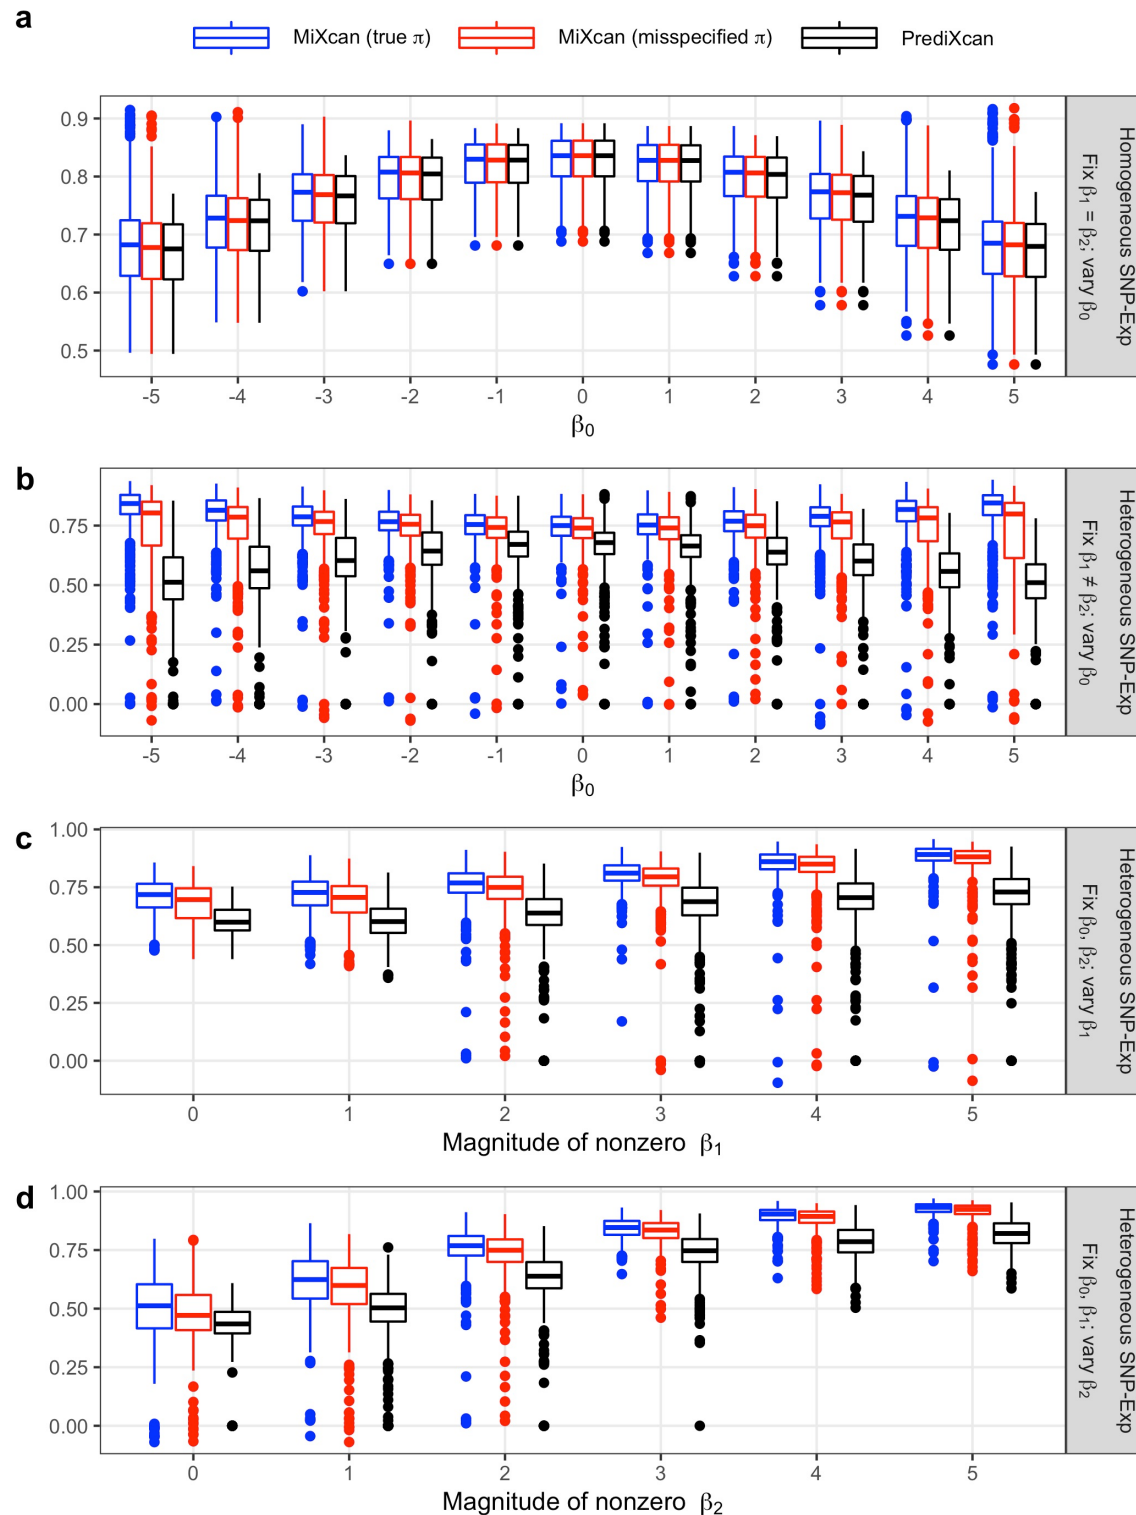 a
MiXcan (true π) MiXcan (misspecified π) PrediXcan
0.9
0.8
0.7
0.6
0.5
-5 -4 -3 -2 -1 0 1 2 3 4 5
β0
Homogeneous SNP-Exp
Fix β1 = β2; vary β0
b
0.75
0.50
0.25
0.00
-5 -4 -3 -2 -1 0 1 2 3 4 5
β0
Heterogeneous SNP-Exp
Fix β1 ≠ β2; vary β0
c
1.00
0.75
0.50
0.25
0.00
0 1 2 3 4 5
Magnitude of nonzero β1
Heterogeneous SNP-Exp
Fix β0, β2; vary β1
d
1.00
0.75
0.50
0.25
0.00
0 1 2 3 4 5
Magnitude of nonzero β2
Heterogeneous SNP-Exp
Fix β0, β1; vary β2